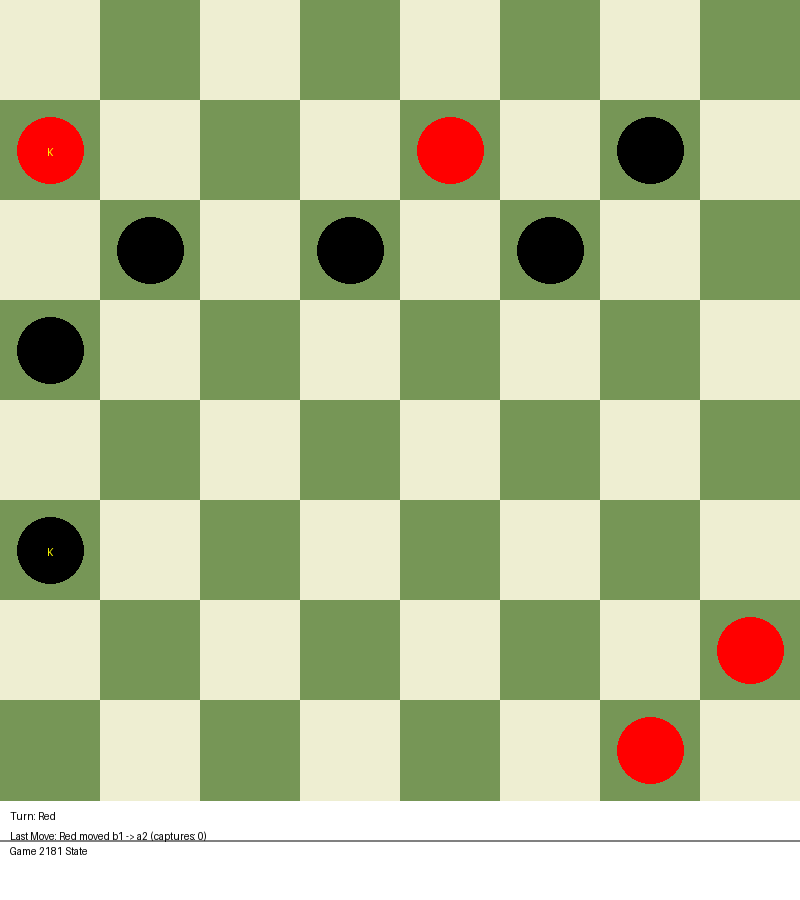 K
K
Turn: Red
Last Move: Red moved b1 -> a2 (captures: 0)
Game 2181 State